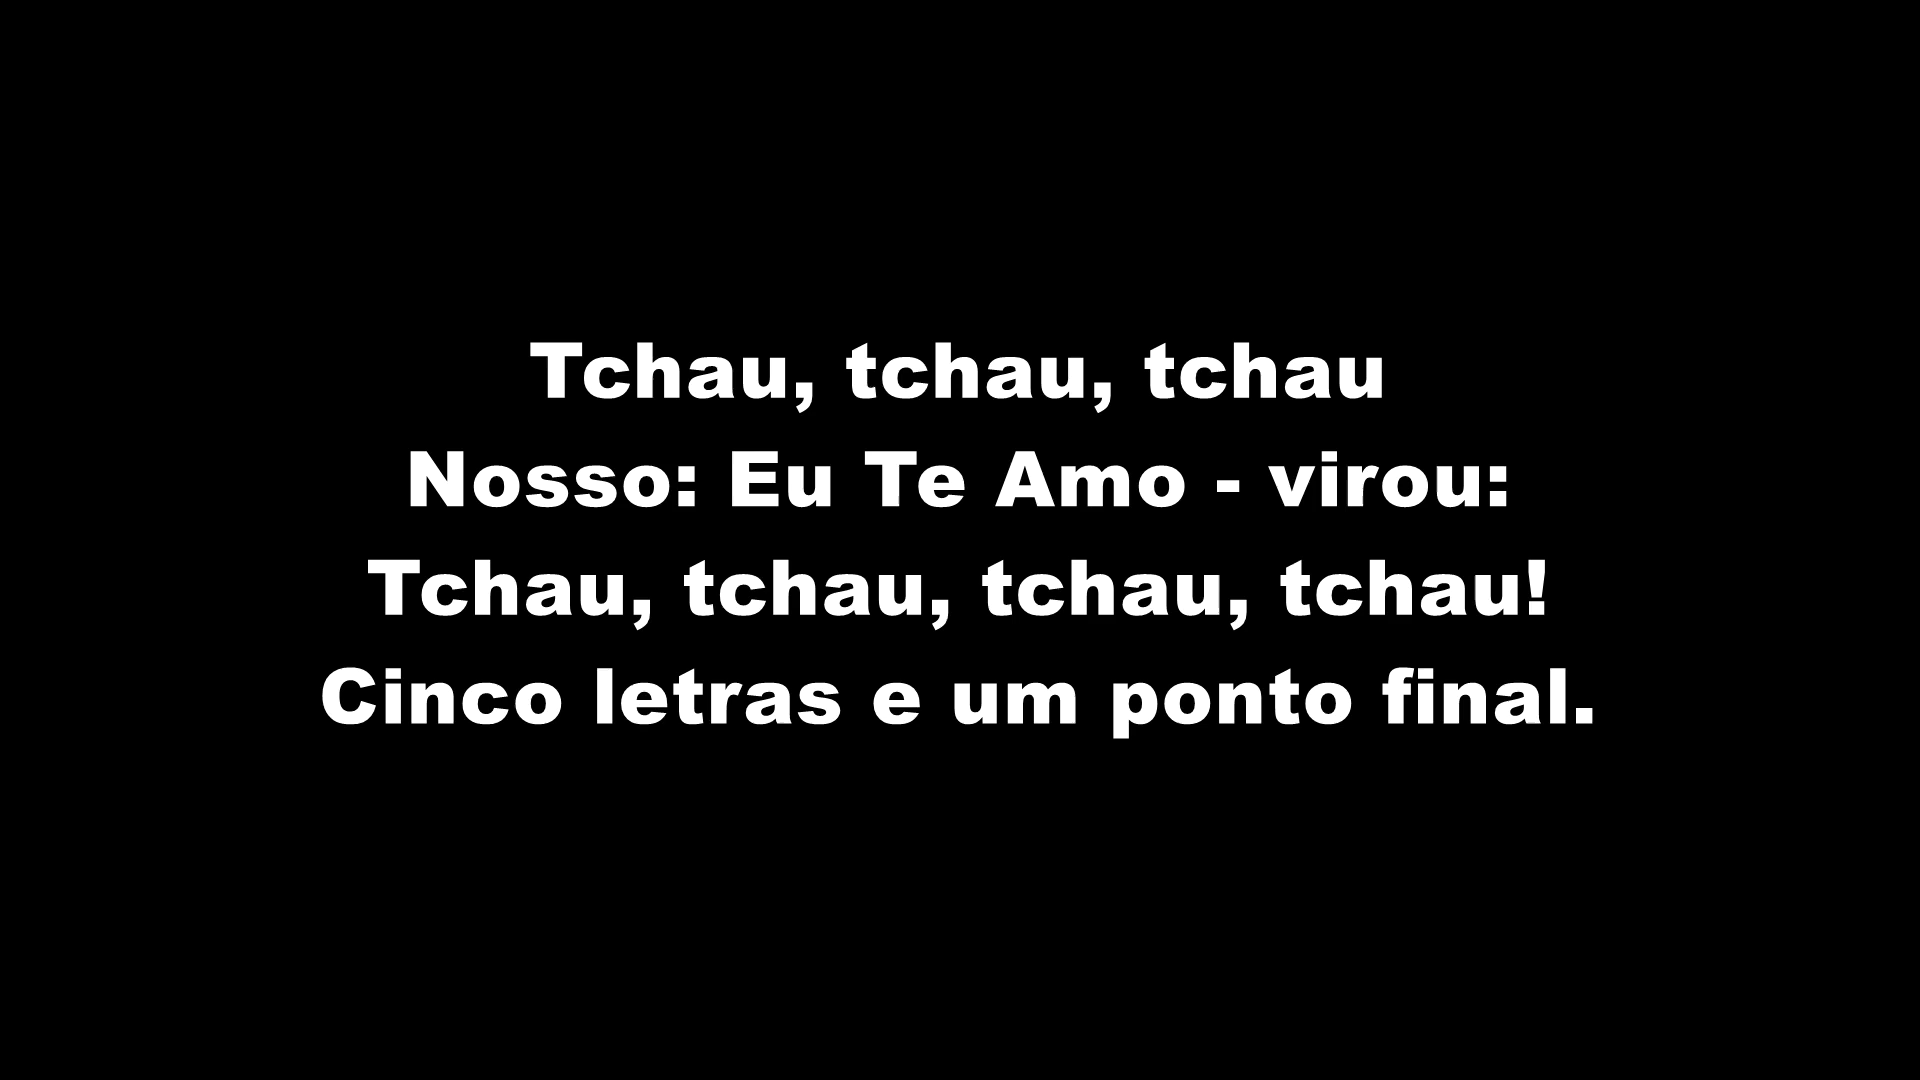 Tchau, tchau, tchau
Nosso: Eu Te Amo - virou:
Tchau, tchau, tchau, tchau!
Cinco letras e um ponto final.